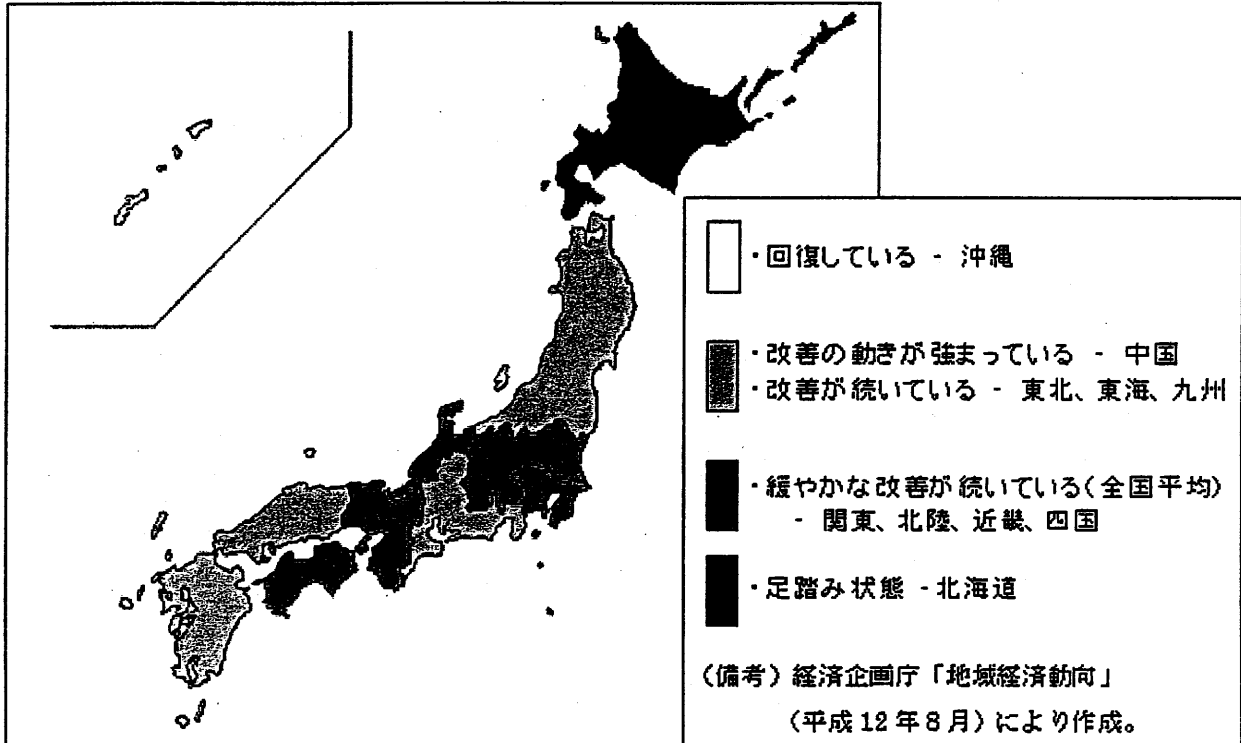 ・回復している - 沖縄
・改善の動きが強まっている - 中国
・改善が続いている - 東北、東海、九州
・緩やかな改善が続いている(全国平均)
- 関東、北陸、近畿、四国
・足踏み状態 -北海道
(備考)経済企画庁「地域経済動向」
(平成12年8月)により作成。